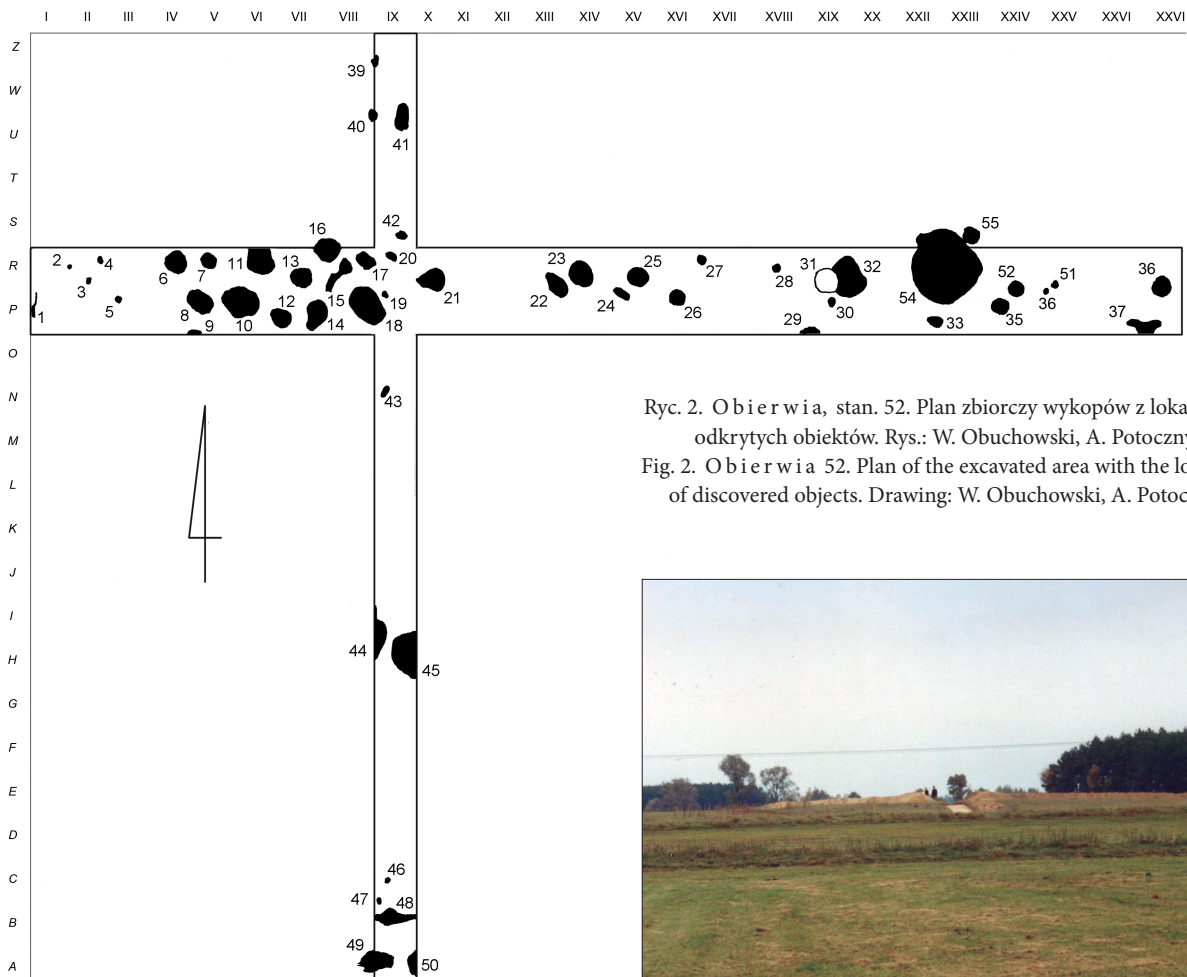 I II III IV V VI VII VIII IX X XI XII XIII XIV XV XVI XVII XVIII XIX XX XXII XXIII XXIV XXV XXVI XXVI
Z
39
W
40
U
41
T
S
16 42 55
R
2 4 6 7 11 13 17 20 23 25 27 28 31 32 52 51 36
3 5 8 12 15 19 21 22 24 26 30 54 35 36 37
P
1 9 10 14 18 29 33
O
N
43
M
L
K
J
I
44
H
45
G
F
E
D
C
46
47 48
B
49
A
50
Ryc. 2. Obierwia, stan. 52. Plan zbiorczy wykopów z loka
odkrytych obiektów. Rys.: W. Obuchowski, A. Potoczny
Fig. 2. Obierwia 52. Plan of the excavated area with the lo
of discovered objects. Drawing: W. Obuchowski, A. Potoc